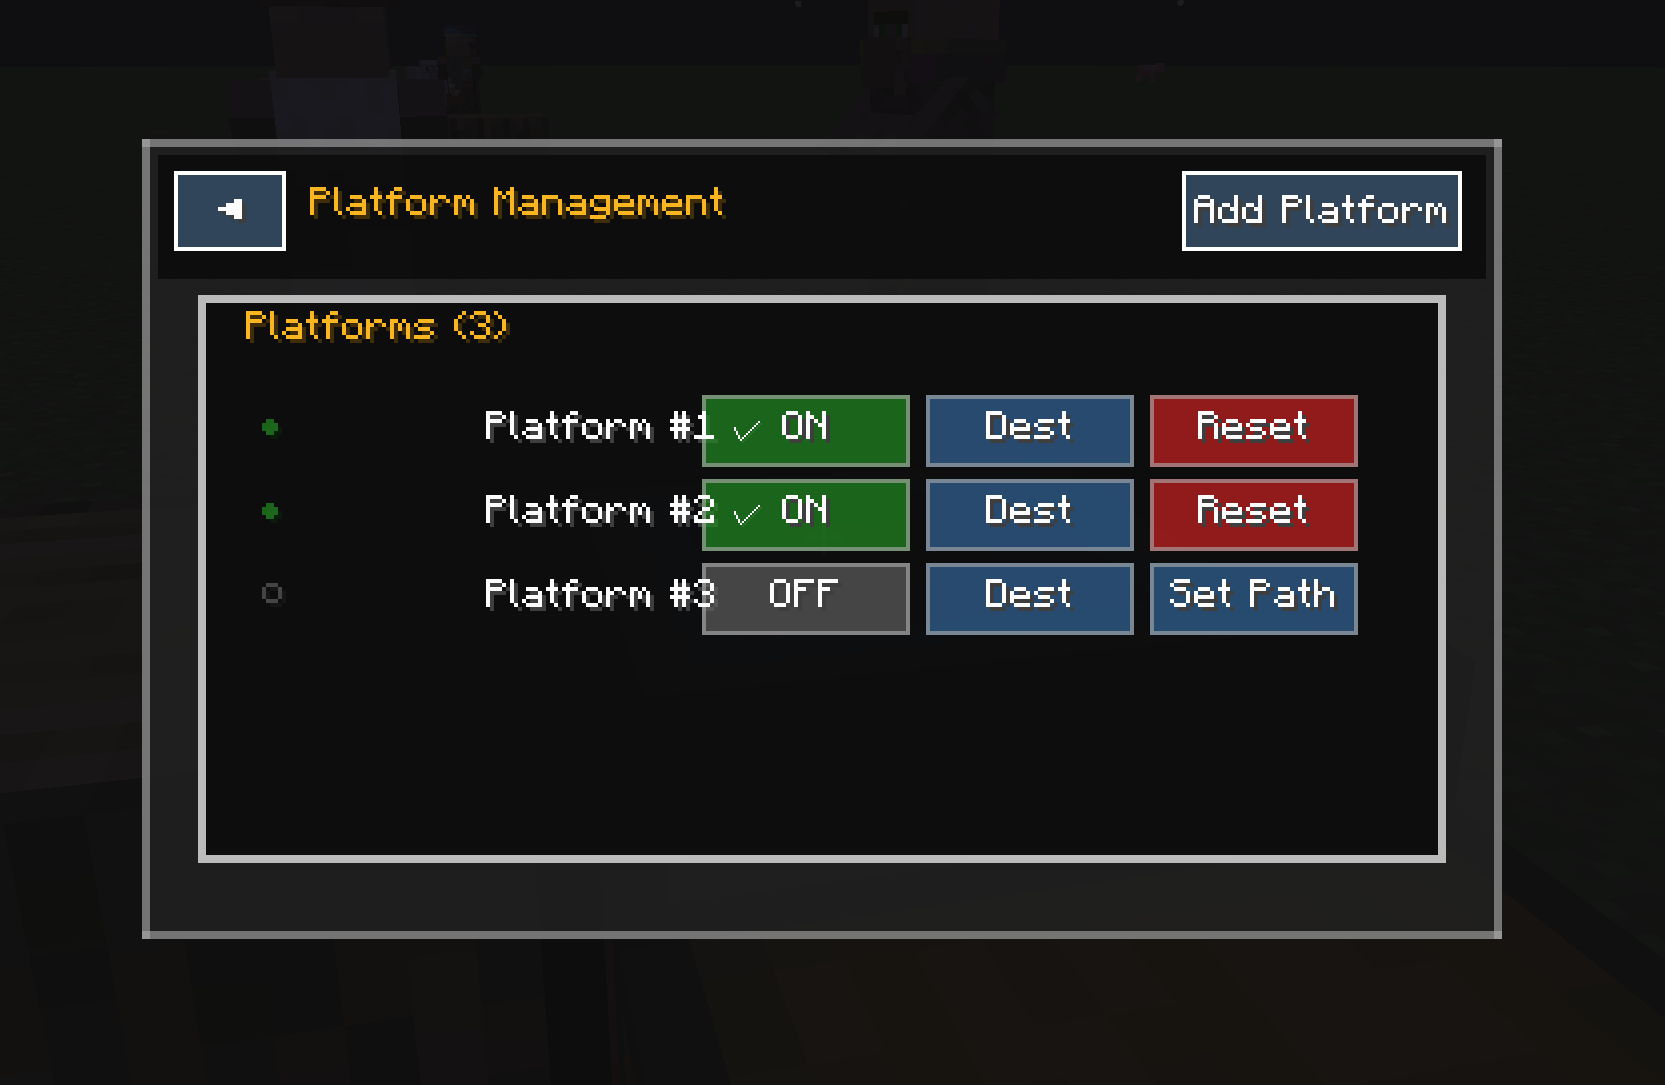 ◀ Platform Management Add Platform
Platforms (3)
Platform #1 ✓ ON Dest Reset
Platform #2 ✓ ON Dest Reset
Platform #3 OFF Dest Set Path